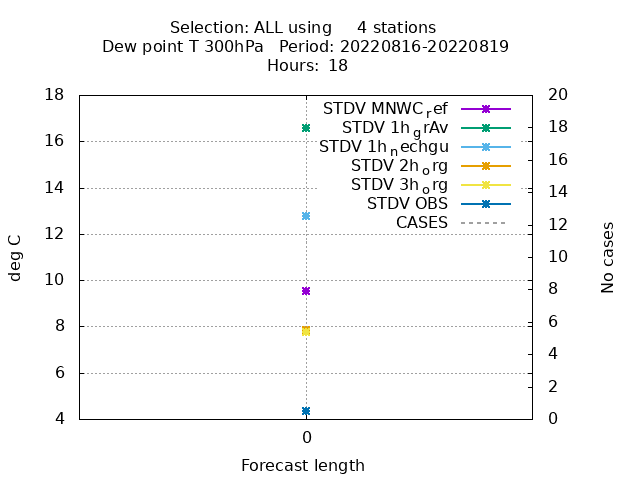 Selection: ALL using     4 stations
Dew point T 300hPa   Period: 20220816-20220819
Hours:  18
deg C
18
16
14
12
10
8
6
4
STDV MNWC_ref
STDV 1h_grAv
STDV 1h_nechgu
STDV 2h_org
STDV 3h_org
STDV OBS
CASES
20
18
16
14
12
10
8
6
4
2
0
No cases
0
Forecast length